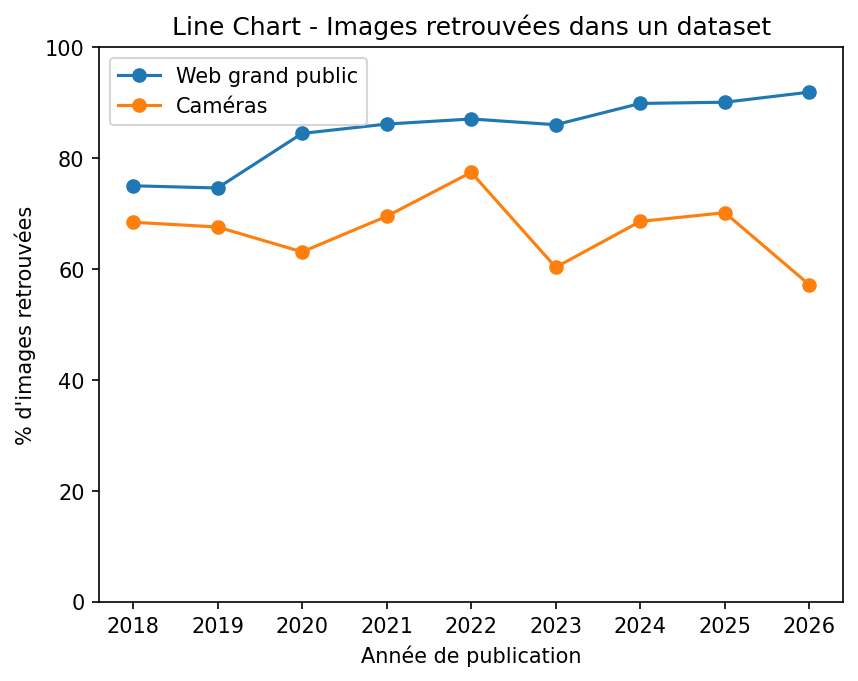 Line Chart - Images retrouvées dans un dataset
100
80
60
40
20
0
% d'images retrouvées
Web grand public
Caméras
2018 2019 2020 2021 2022 2023 2024 2025 2026
Année de publication